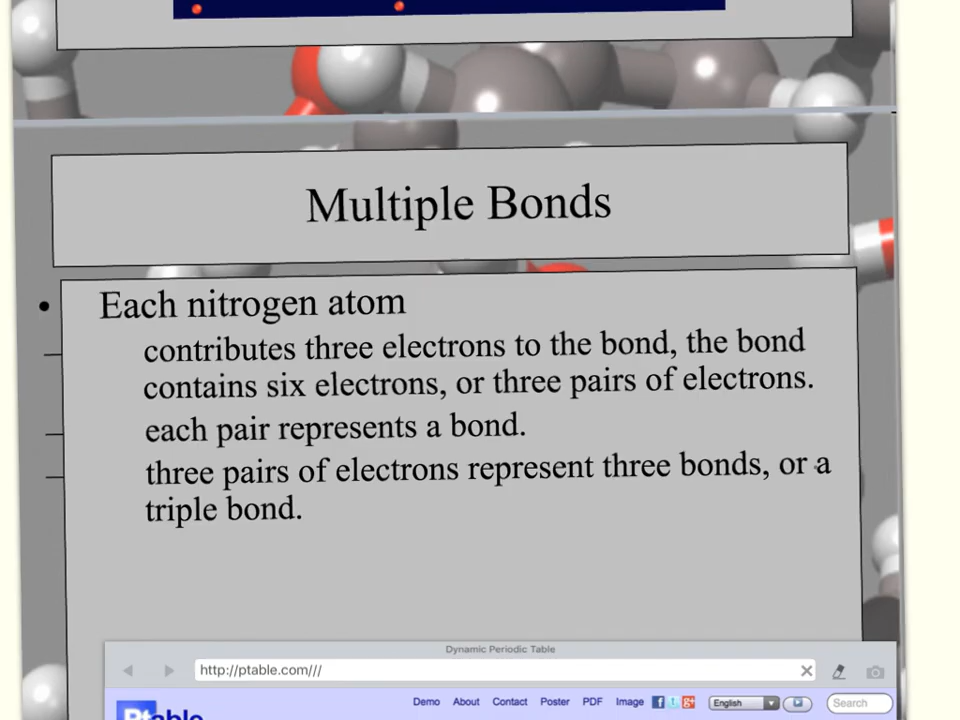 Multiple Bonds
• Each nitrogen atom
— contributes three electrons to the bond, the bond
contains six electrons, or three pairs of electrons.
— each pair represents a bond.
— three pairs of electrons represent three bonds, or a
triple bond.
Dynamic Periodic Table
http://ptable.com///
Demo About Contact Poster PDF Image English Search
Ptable